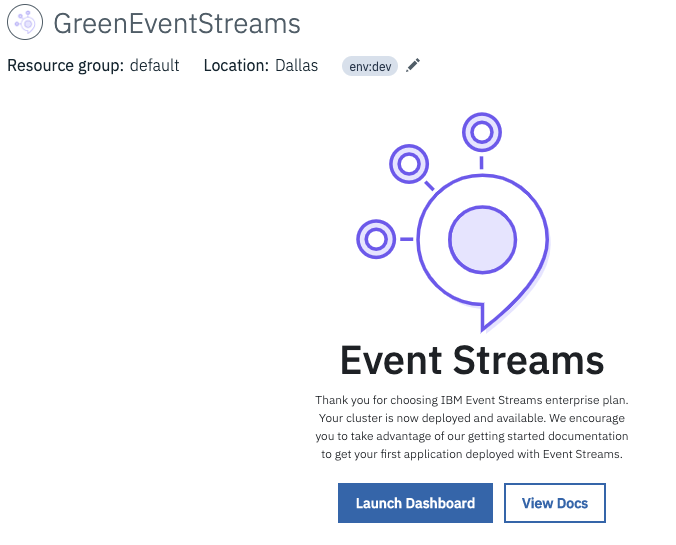 GreenEventStreams
Resource group: default Location: Dallas env:dev
Event Streams
Thank you for choosing IBM Event Streams enterprise plan.
Your cluster is now deployed and available. We encourage
you to take advantage of our getting started documentation
to get your first application deployed with Event Streams.
Launch Dashboard View Docs